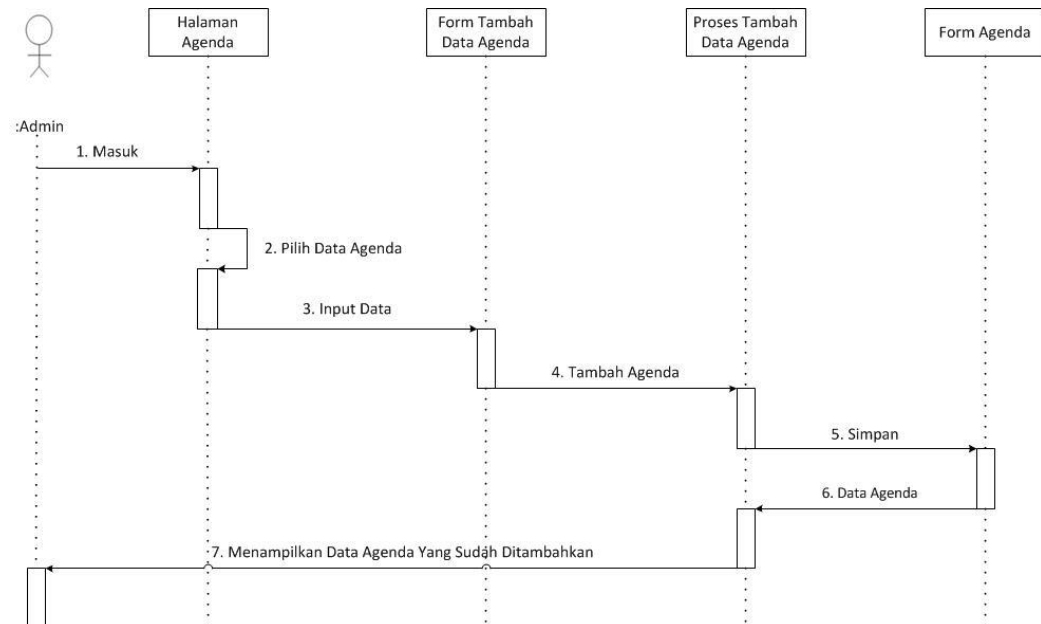 Halaman
Agenda
Form Tambah
Data Agenda
Proses Tambah
Data Agenda
Form Agenda
:Admin
1. Masuk
2. Pilih Data Agenda
3. Input Data
4. Tambah Agenda
5. Simpan
6. Data Agenda
7. Menampilkan Data Agenda Yang Sudah Ditambahkan